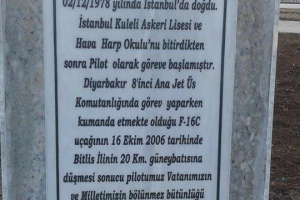 02/12/1978 yılında İstanbul'da doğdu.
İstanbul Kuleli Askeri Lisesi ve
Hava Harp Okulu'nu bitirdikten
sonra Pilot olarak göreve başlamıştır.
Diyarbakır 8'inci Ana Jet Üs
Komutanlığında görev yaparken
kumanda etmekte olduğu F-16C
uçağının 16 Ekim 2006 tarihinde
Bitlis İlinin 20 Km. güneybatısına
düşmesi sonucu pilotumuz Vatanımızın
ve Milletimizin bölünmez bütünlüğü